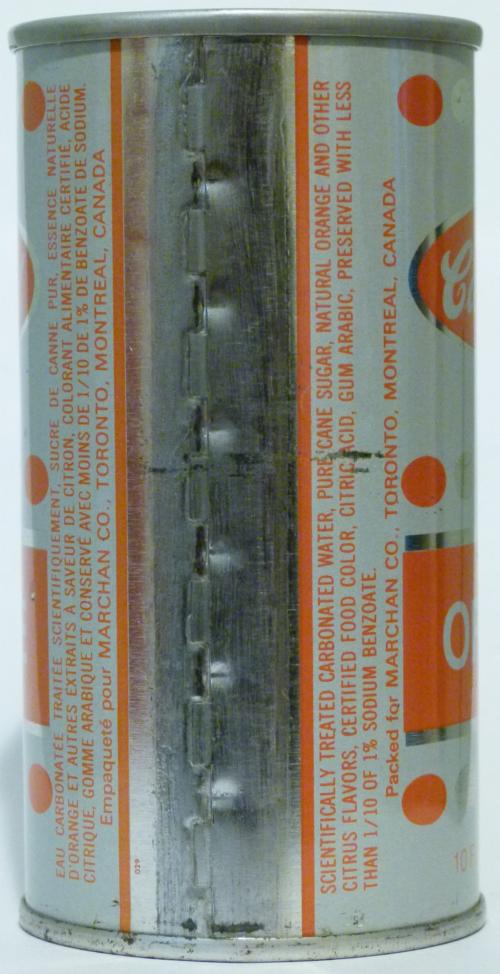 EAU CARBONATÉE TRAITÉE SCIENTIFIQUEMENT, SUCRE DE CANNE PUR, ESSENCE NATURELLE
D'ORANGE ET AUTRES EXTRAITS A SAVEUR DE CITRON, COLORANT ALIMENTAIRE CERTIFIÉ, ACIDE
CITRIQUE, GOMME ARABIQUE ET CONSERVÉ AVEC MOINS DE 1/10 DE 1% DE BENZOATE DE SODIUM.
Empaqueté pour MARCHAN CO., TORONTO, MONTREAL, CANADA
029
SCIENTIFICALLY TREATED CARBONATED WATER, PURE CANE SUGAR, NATURAL ORANGE AND OTHER
CITRUS FLAVORS, CERTIFIED FOOD COLOR, CITRIC ACID, GUM ARABIC, PRESERVED WITH LESS
THAN 1/10 OF 1% SODIUM BENZOATE.
Packed for MARCHAN CO., TORONTO, MONTREAL, CANADA
10 F